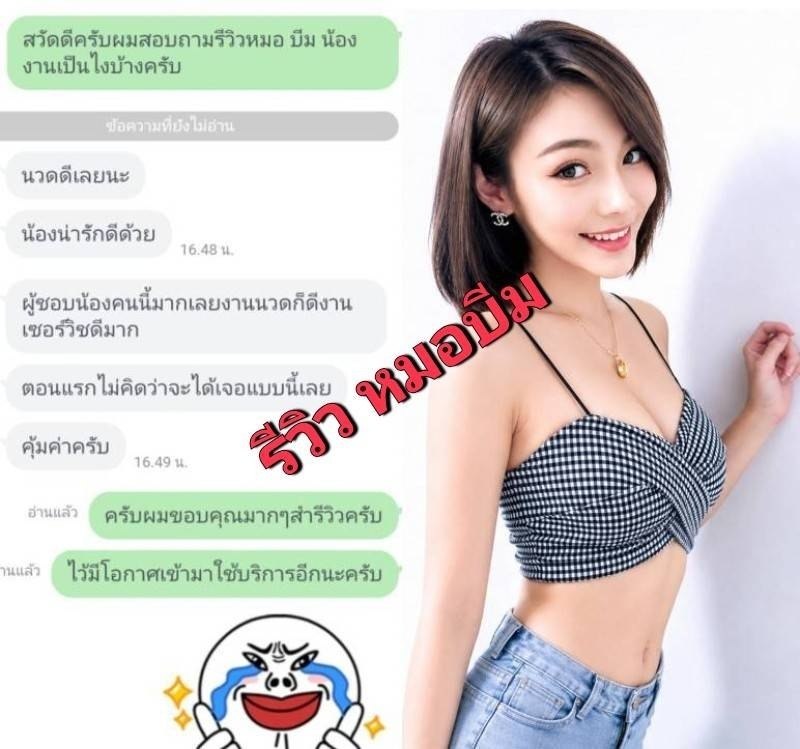 สวัดดีครับผมสอบถามรีวิวหมอ บีม น้อง
งานเป็นไงบ้างครับ
ข้อความที่ยังไม่อ่าน
นวดดีเลยนะ
น้องน่ารักดีด้วย
16.48 น.
ผู้ชอบน้องคนนี้มากเลยงานนวดก็ดีงาน
เซอร์วิชดีมาก
ตอนแรกไม่คิดว่าจะได้เจอแบบนี้เลย
คุ้มค่าครับ
16.49 น.
รีวิว หมอบีม
อ่านแล้ว
ครับผมขอบคุณมากๆสำรีวิวครับ
านแล้ว
ไว้มีโอกาศเข้ามาใช้บริการอีกนะครับ